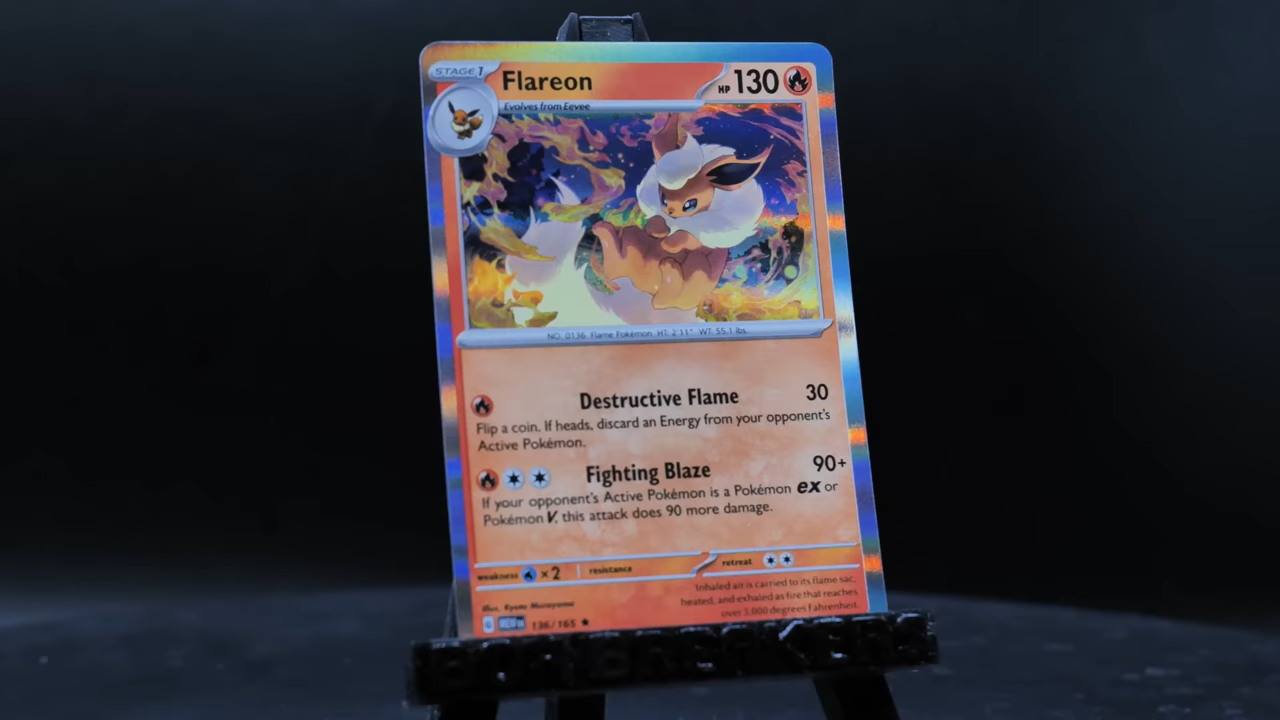 STAGE 1
Flareon
HP 130
Evolves from Eevee
NO. 0136 Flame Pokémon HT: 2'11" WT: 55.1 lbs.
Destructive Flame 30
Flip a coin. If heads, discard an Energy from your opponent's
Active Pokémon.
Fighting Blaze 90+
If your opponent's Active Pokémon is a Pokémon ex or
Pokémon V, this attack does 90 more damage.
weakness ×2 resistance retreat
Inhaled air is carried to its flame sac,
heated, and exhaled as fire that reaches
over 3,000 degrees Fahrenheit.
Illus. Kyoko Murayama
G MEW EN 136/165 ★